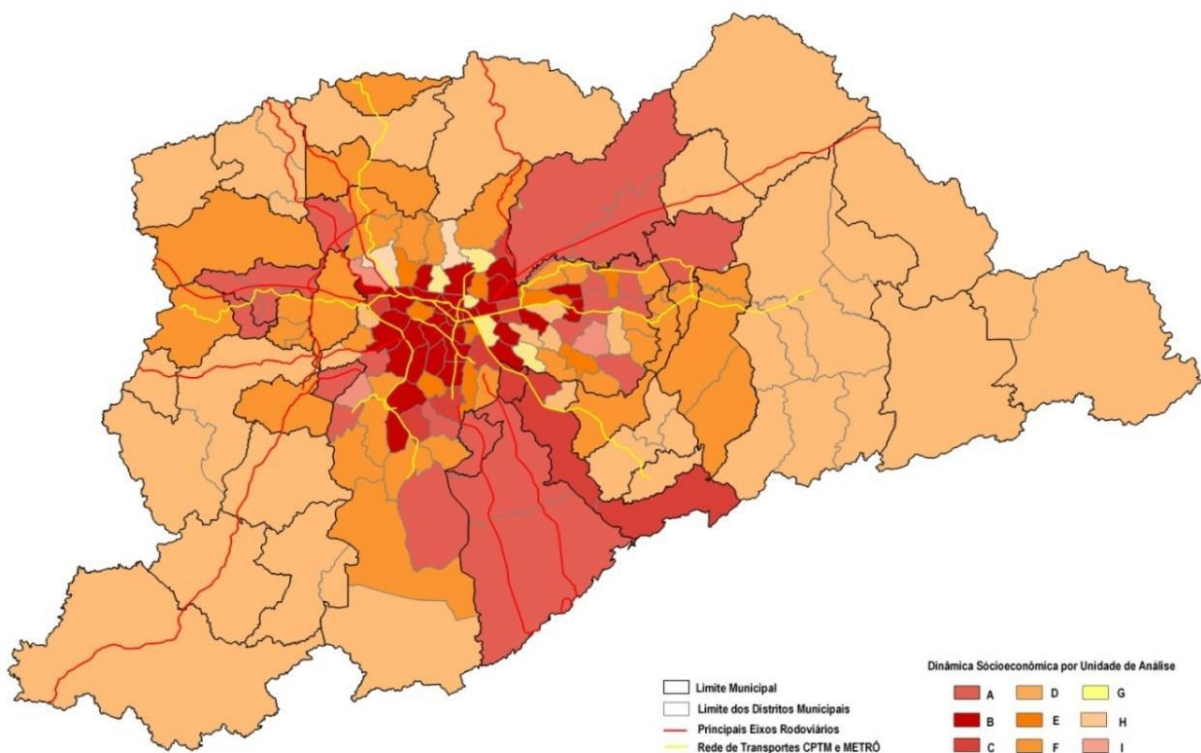 Dinâmica Sócioeconômica por Unidade de Análise
Limite Municipal
Limite dos Distritos Municipais
Principais Eixos Rodoviários
Rede de Transportes CPTM e METRÔ
A D G
B E H
C F I